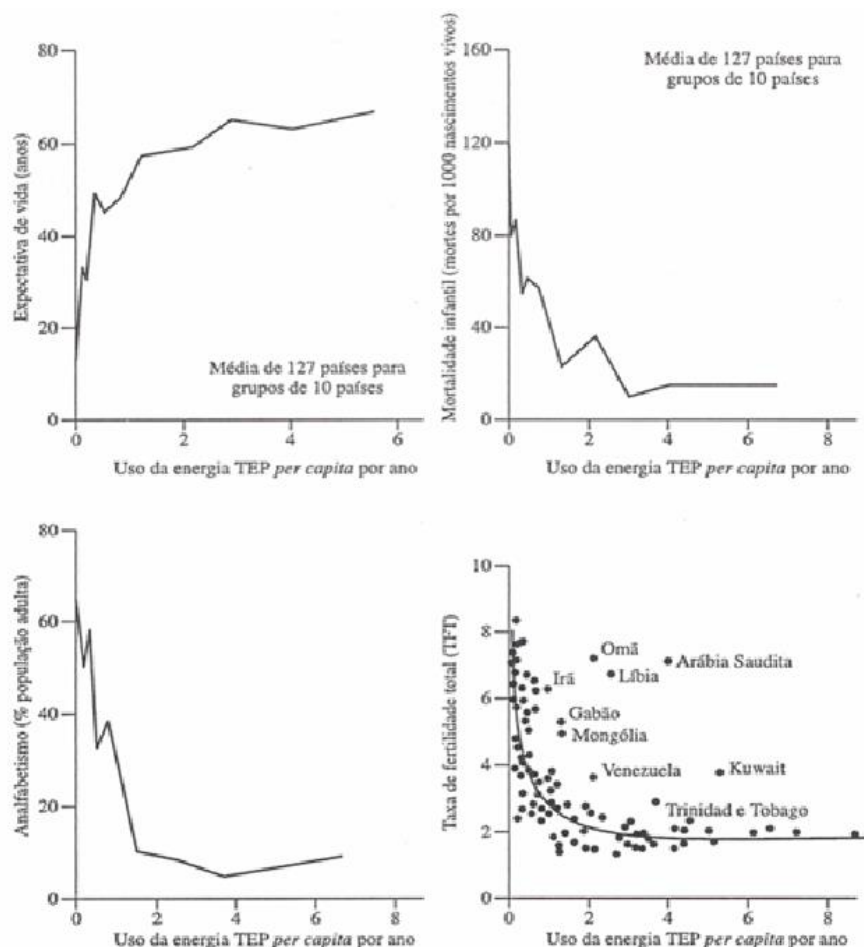 80
60
40
20
0
Expectativa de vida (anos)
Média de 127 países para
grupos de 10 países
0 2 4 6
Uso da energia TEP per capita por ano
160
120
80
40
0
Mortalidade infantil (mortes por 1000 nascimentos vivos)
Média de 127 países para
grupos de 10 países
0 2 4 6 8
Uso da energia TEP per capita por ano
80
60
40
20
0
Analfabetismo (% população adulta)
0 2 4 6 8
Uso da energia TEP per capita por ano
10
8
6
4
2
0
Taxa de fertilidade total (TFT)
Omã
Arábia Saudita
Líbia
Irã
Gabão
Mongólia
Venezuela
Kuwait
Trinidad e Tobago
0 2 4 6 8
Uso da energia TEP per capita por ano